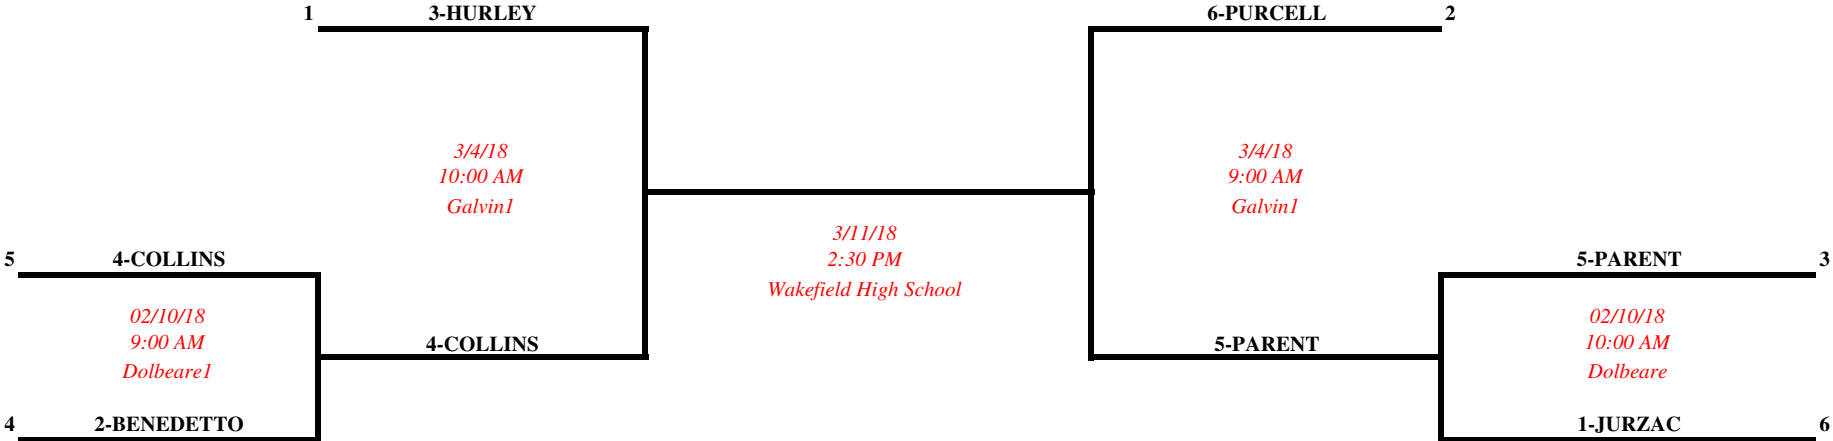 1 3-HURLEY 6-PURCELL 2
3/4/18 3/4/18
10:00 AM 9:00 AM
Galvin1 Galvin1
3/11/18
2:30 PM
Wakefield High School
5 4-COLLINS 5-PARENT 3
02/10/18 02/10/18
9:00 AM 10:00 AM
4-COLLINS 5-PARENT
Dolbeare1 Dolbeare
4 2-BENEDETTO 1-JURZAC 6